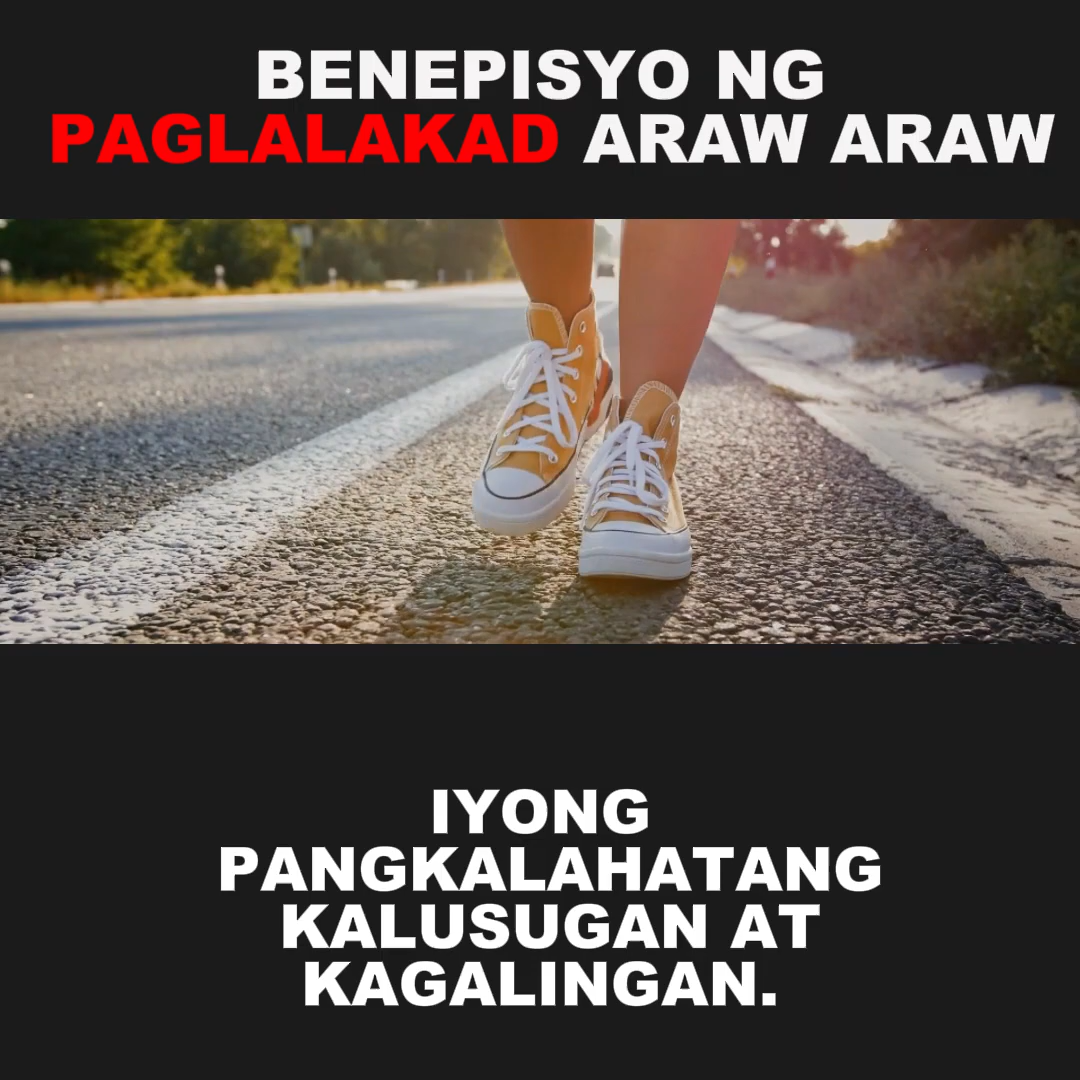 BENEPISYO NG
PAGLALAKAD ARAW ARAW
IYONG
PANGKALAHATANG
KALUSUGAN AT
KAGALINGAN.